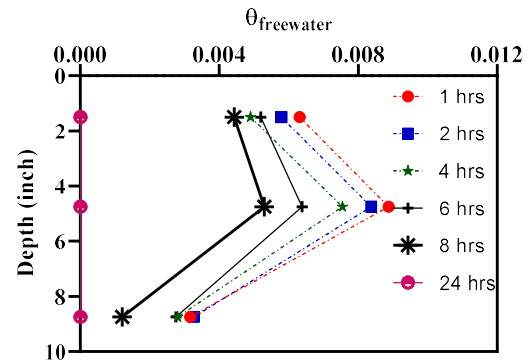 θfreewater
0.000 0.004 0.008 0.012
0
2
4
6
8
10
Depth (inch)
1 hrs
2 hrs
4 hrs
6 hrs
8 hrs
24 hrs